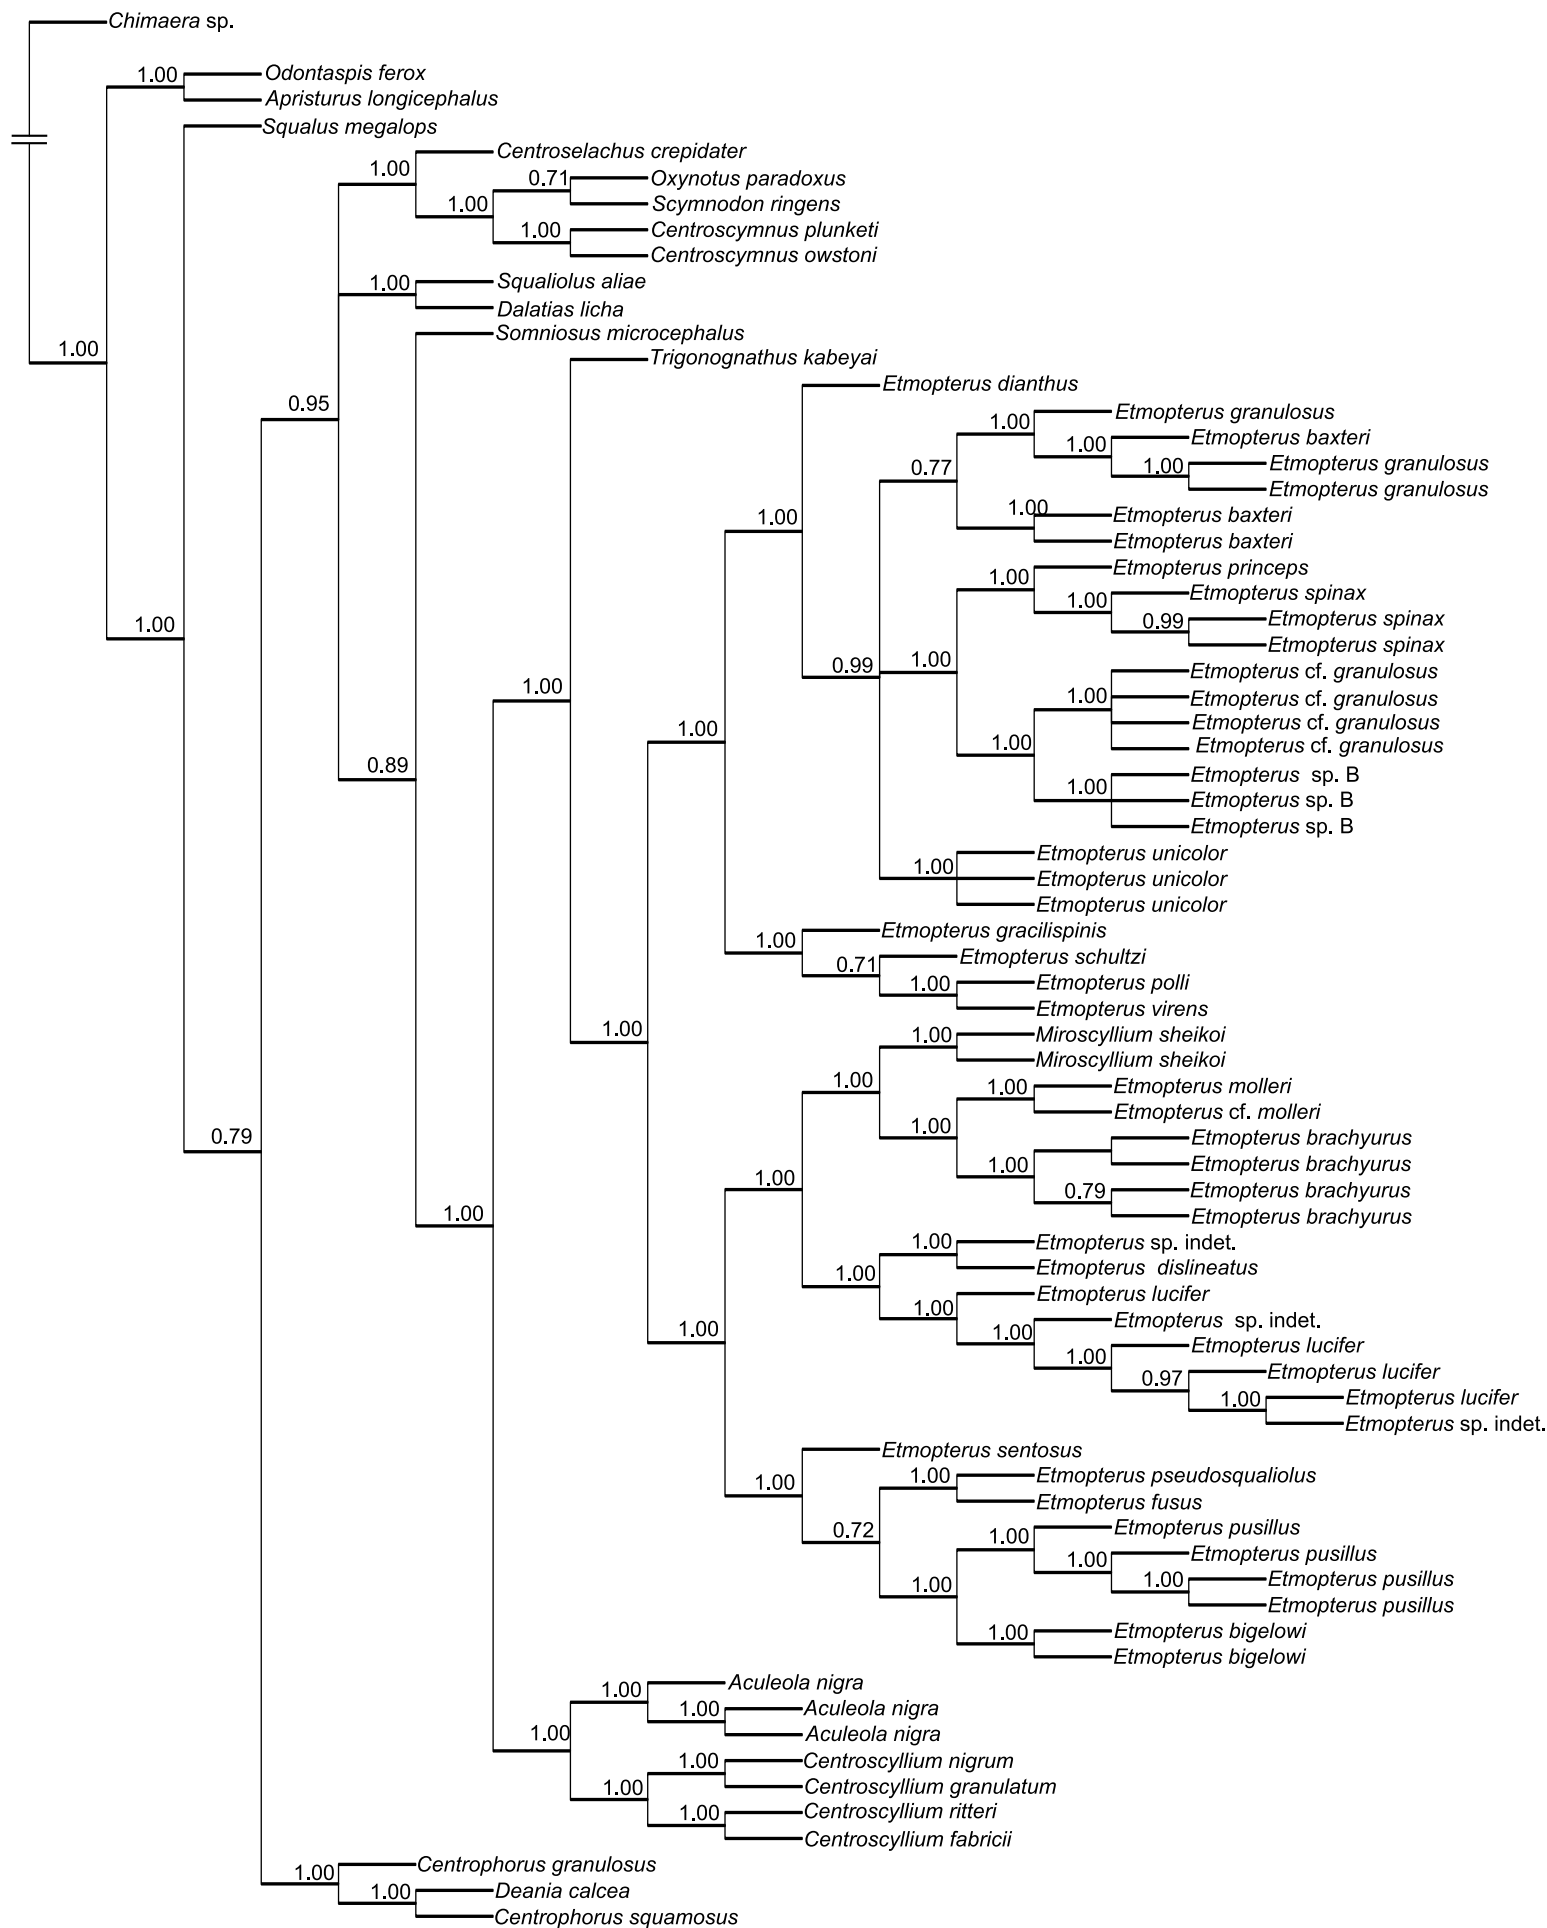 Chimaera sp.
1.00 Odontaspis ferox
Apristurus longicephalus
Squalus megalops
Centroselachus crepidater
1.00
0.71 Oxynotus paradoxus
Scymnodon ringens
1.00
1.00 Centroscymnus plunketi
Centroscymnus owstoni
1.00 Squaliolus aliae
Dalatias licha
Somniosus microcephalus
1.00
Trigonognathus kabeyai
Etmopterus dianthus
0.95
1.00 Etmopterus granulosus
1.00 Etmopterus baxteri
0.77
1.00 Etmopterus granulosus
Etmopterus granulosus
1.00
1.00 Etmopterus baxteri
Etmopterus baxteri
1.00 Etmopterus princeps
1.00 Etmopterus spinax
1.00
0.99 Etmopterus spinax
Etmopterus spinax
0.99 1.00
Etmopterus cf. granulosus
1.00
1.00 Etmopterus cf. granulosus
Etmopterus cf. granulosus
1.00
1.00 Etmopterus cf. granulosus
0.89
Etmopterus sp. B
1.00 Etmopterus sp. B
Etmopterus sp. B
Etmopterus unicolor
1.00 Etmopterus unicolor
Etmopterus unicolor
1.00 Etmopterus gracilispinis
0.71 Etmopterus schultzi
1.00 Etmopterus polli
Etmopterus virens
1.00
1.00 Miroscyllium sheikoi
Miroscyllium sheikoi
1.00
1.00 Etmopterus molleri
Etmopterus cf. molleri
1.00
0.79
Etmopterus brachyurus
Etmopterus brachyurus
1.00
1.00
0.79 Etmopterus brachyurus
Etmopterus brachyurus
1.00
1.00 Etmopterus sp. indet.
Etmopterus dislineatus
1.00
Etmopterus lucifer
1.00
1.00
1.00 Etmopterus sp. indet.
1.00 Etmopterus lucifer
0.97 Etmopterus lucifer
1.00 Etmopterus lucifer
Etmopterus sp. indet.
Etmopterus sentosus
1.00
1.00 Etmopterus pseudosqualiolus
Etmopterus fusus
0.72
1.00 Etmopterus pusillus
1.00 Etmopterus pusillus
1.00
1.00 Etmopterus pusillus
Etmopterus pusillus
1.00 Etmopterus bigelowi
Etmopterus bigelowi
1.00 Aculeola nigra
1.00 Aculeola nigra
Aculeola nigra
1.00
1.00 Centroscyllium nigrum
Centroscyllium granulatum
1.00
1.00 Centroscyllium ritteri
Centroscyllium fabricii
1.00 Centrophorus granulosus
1.00 Deania calcea
Centrophorus squamosus